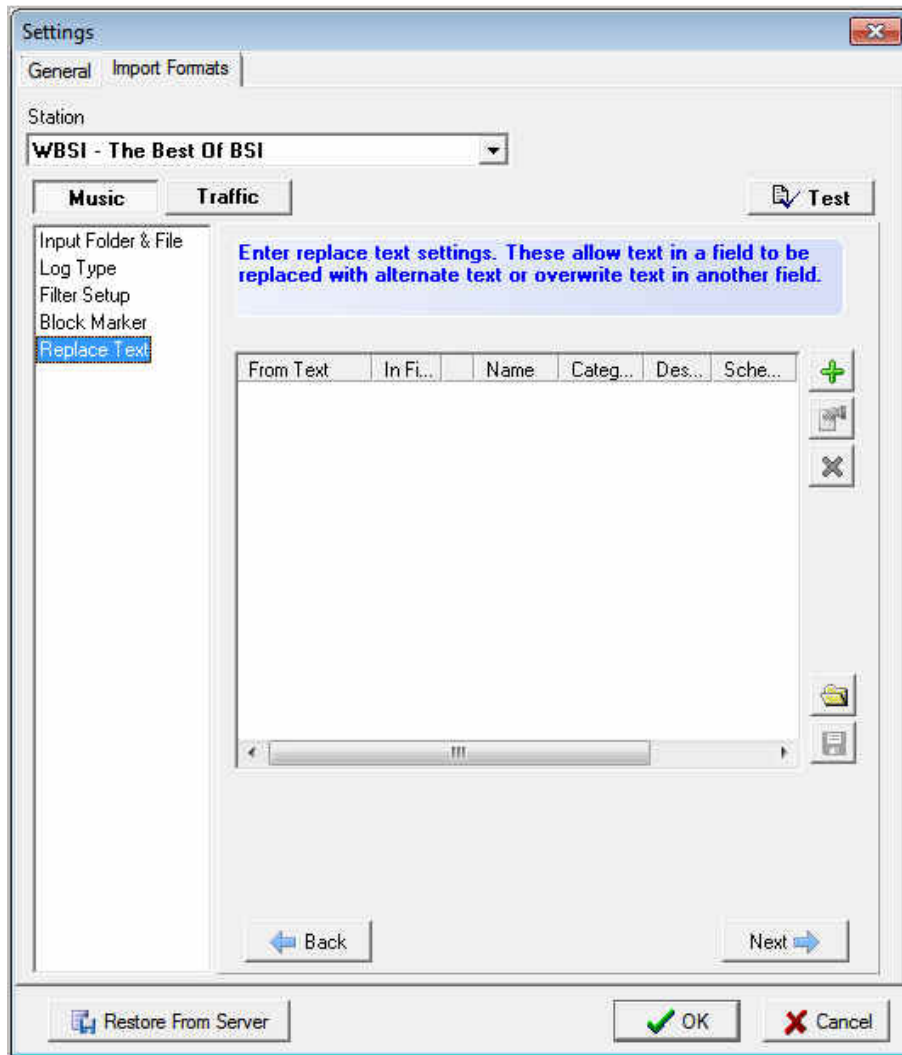 Settings
General Import Formats
Station
WBSI - The Best Of BSI
Music Traffic Test
Input Folder & File
Log Type
Filter Setup
Block Marker
Replace Text
Enter replace text settings. These allow text in a field to be
replaced with alternate text or overwrite text in another field.
From Text In Fi... Name Categ... Des... Sche...
Back Next
Restore From Server OK Cancel